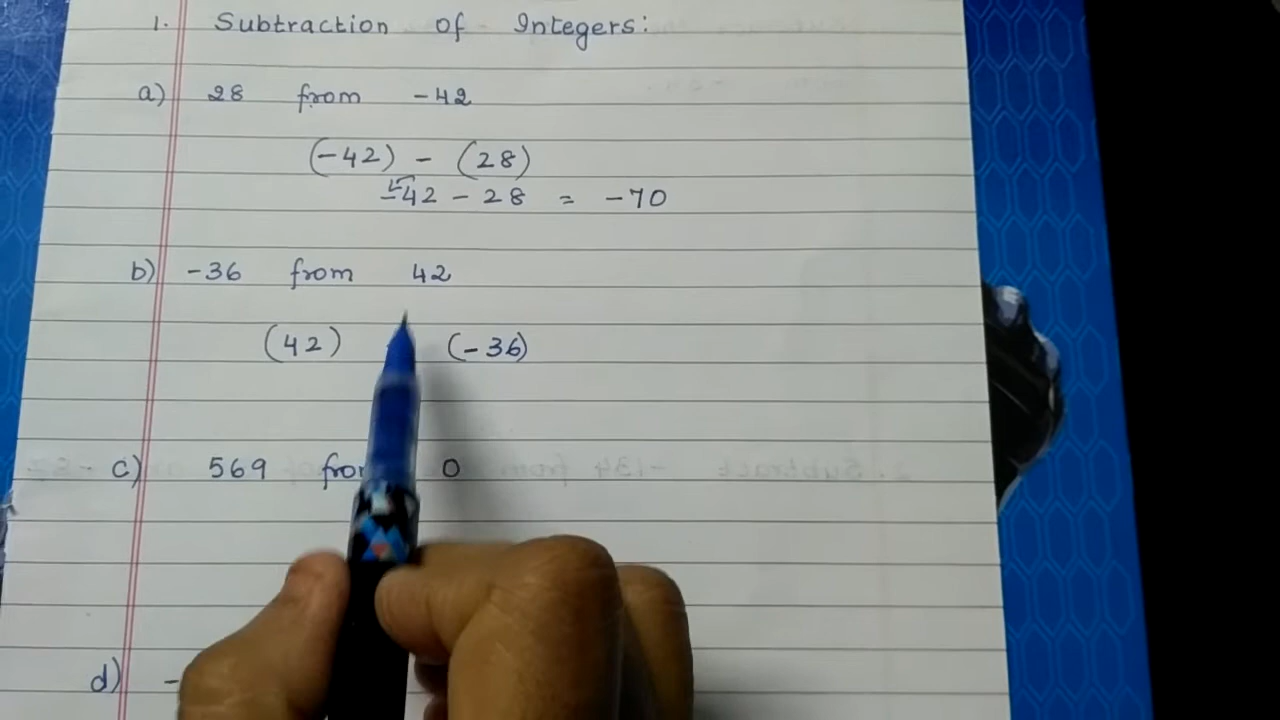 1. Subtraction of Integers:
a) 28 from -42
(-42) - (28)
-42 - 28 = -70
b) -36 from 42
(42) (-36)
c) 569 0
d) -